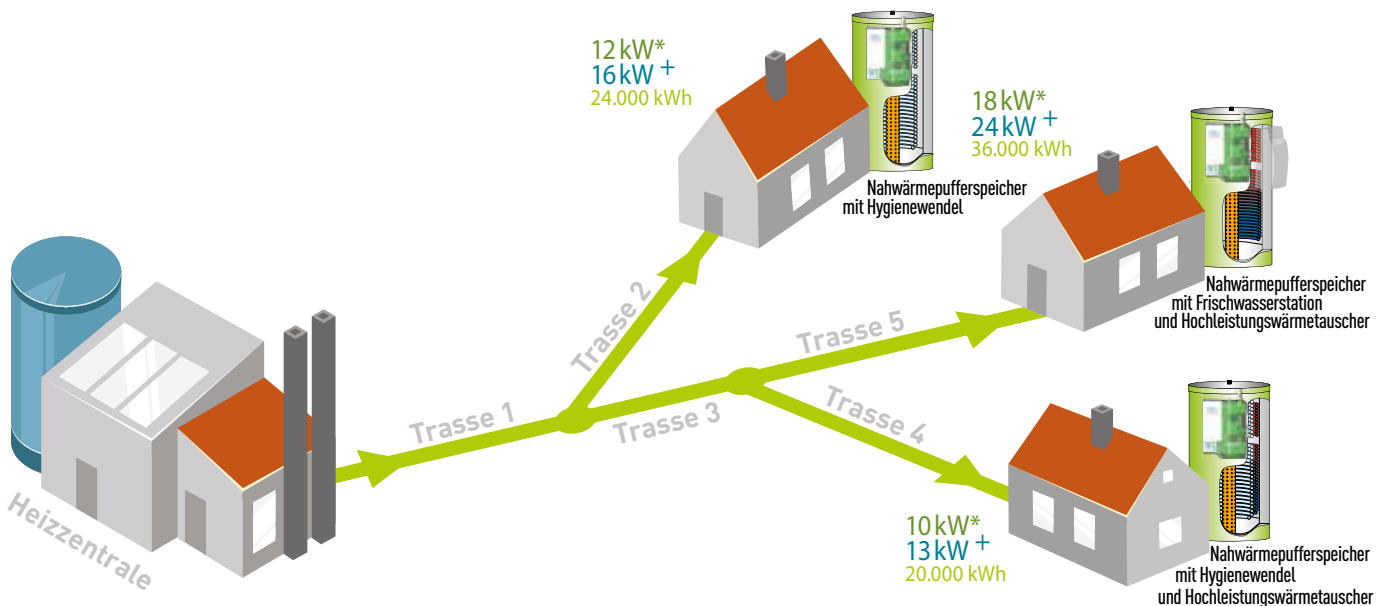 12 kW*
16 kW +
24.000 kWh
Nahwärmepufferspeicher
mit Hygienewendel
18 kW*
24 kW +
36.000 kWh
Nahwärmepufferspeicher
mit Frischwasserstation
und Hochleistungswärmetauscher
Trasse 2
Trasse 5
Trasse 1
Trasse 3
Trasse 4
Heizzentrale
10 kW*
13 kW +
20.000 kWh
Nahwärmepufferspeicher
mit Hygienewendel
und Hochleistungswärmetauscher